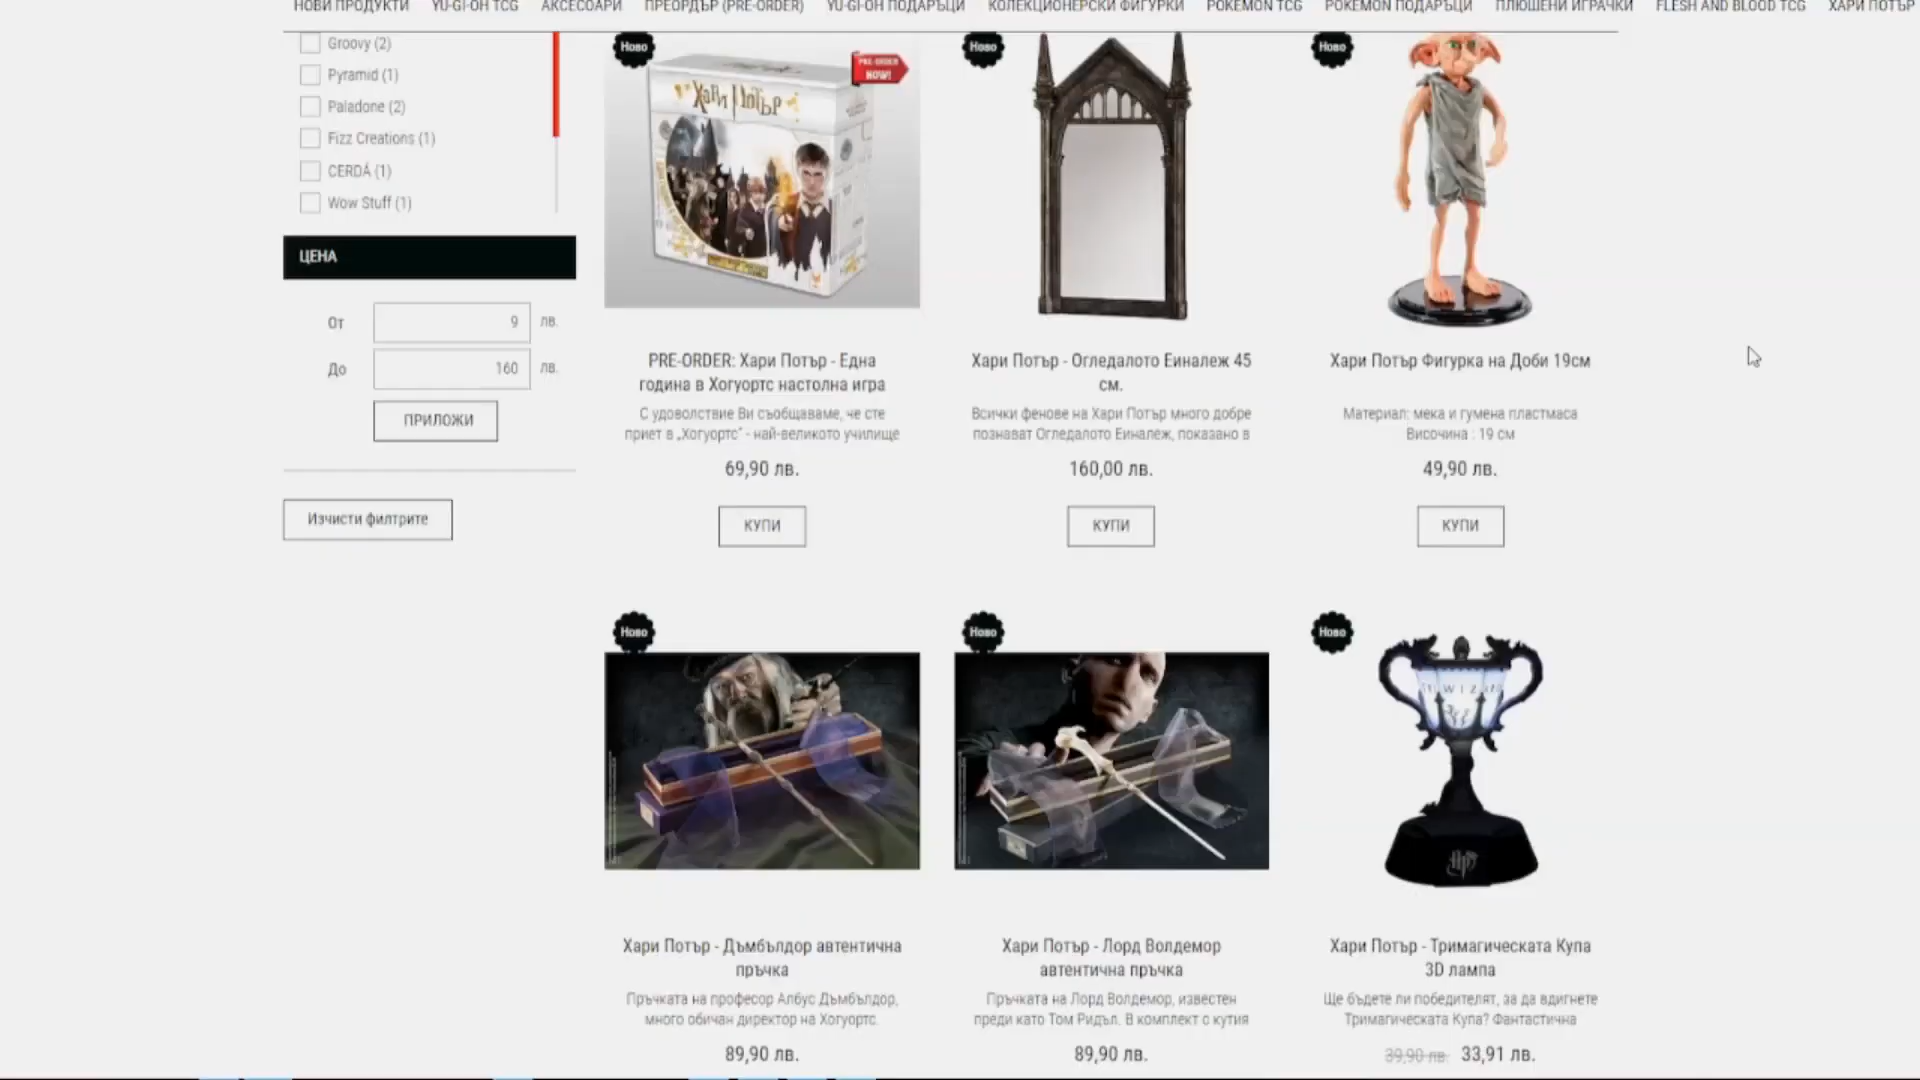 НОВИ ПРОДУКТИ YU-GI-OH TCG АКСЕСОАРИ ПРЕОРДЪР (PRE-ORDER) YU-GI-OH ПОДАРЪЦИ КОЛЕКЦИОНЕРСКИ ФИГУРКИ POKEMON TCG POKEMON ПОДАРЪЦИ ПЛЮШЕНИ ИГРАЧКИ FLESH AND BLOOD TCG ХАРИ ПОТЪР
Groovy (2)
Pyramid (1)
Paladone (2)
Fizz Creations (1)
CERDÁ (1)
Wow Stuff (1)
ЦЕНА
От 9 лв.
До 160 лв.
ПРИЛОЖИ
Изчисти филтрите
Ново
PRE-ORDER
NOW!
Хари Потър
PRE-ORDER: Хари Потър - Една
година в Хогуортс настолна игра
С удоволствие Ви съобщаваме, че сте
приет в „Хогуортс“ - най-великото училище
69,90 лв.
КУПИ
Ново
Хари Потър - Огледалото Еиналеж 45
см.
Всички фенове на Хари Потър много добре
познават Огледалото Еиналеж, показано в
160,00 лв.
КУПИ
Ново
Хари Потър Фигурка на Доби 19см
Материал: мека и гумена пластмаса
Височина : 19 см
49,90 лв.
КУПИ
Ново
Хари Потър - Дъмбълдор автентична
пръчка
Пръчката на професор Албус Дъмбълдор,
много обичан директор на Хогуортс.
89,90 лв.
Ново
Хари Потър - Лорд Волдемор
автентична пръчка
Пръчката на Лорд Волдемор, известен
преди като Том Ридъл. В комплект с кутия
89,90 лв.
Ново
Хари Потър - Тримагическата Купа
3D лампа
Ще бъдете ли победителят, за да вдигнете
Тримагическата Купа? Фантастична
39,90 лв. 33,91 лв.